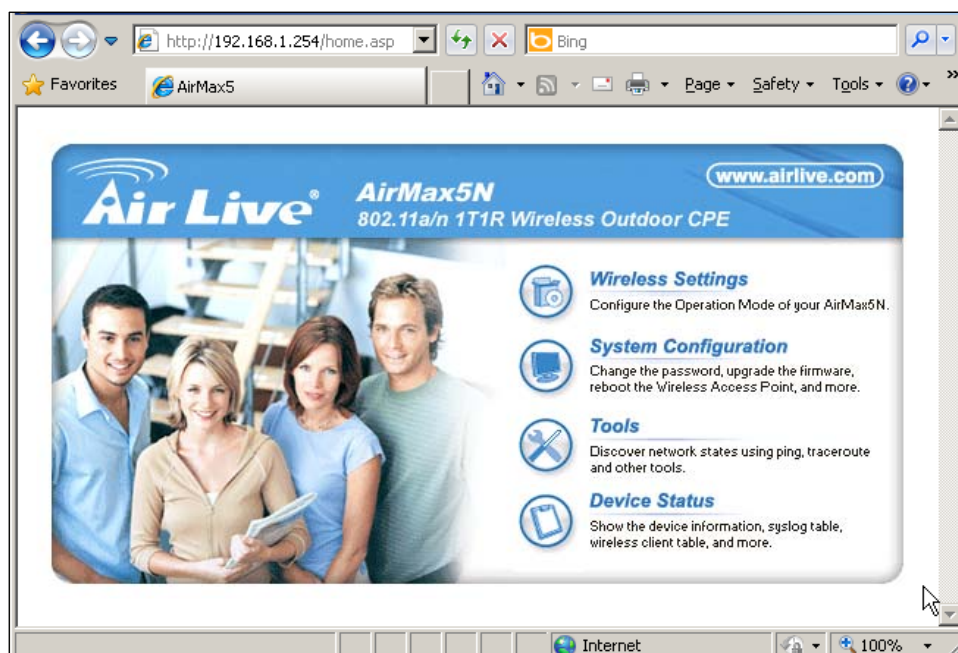 http://192.168.1.254/home.asp
Bing
Favorites
AirMax5
Page
Safety
Tools
»
Air Live®
AirMax5N
802.11a/n 1T1R Wireless Outdoor CPE
www.airlive.com
Wireless Settings
Configure the Operation Mode of your AirMax5N.
System Configuration
Change the password, upgrade the firmware,
reboot the Wireless Access Point, and more.
Tools
Discover network states using ping, traceroute
and other tools.
Device Status
Show the device information, syslog table,
wireless client table, and more.
Internet
100%